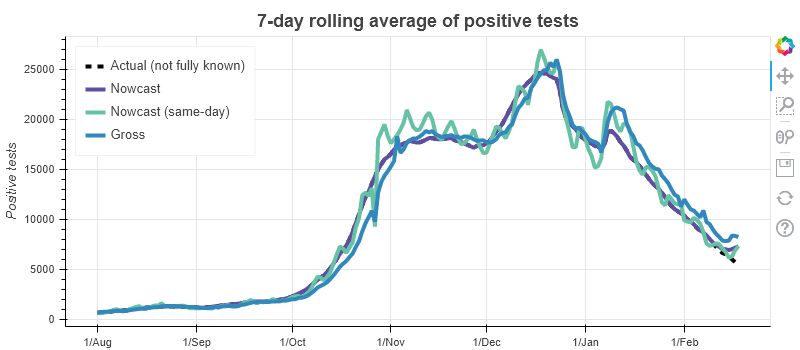 7-day rolling average of positive tests
Actual (not fully known)
Nowcast
Nowcast (same-day)
Gross
Positive tests
25000
20000
15000
10000
5000
0
1/Aug
1/Sep
1/Oct
1/Nov
1/Dec
1/Jan
1/Feb